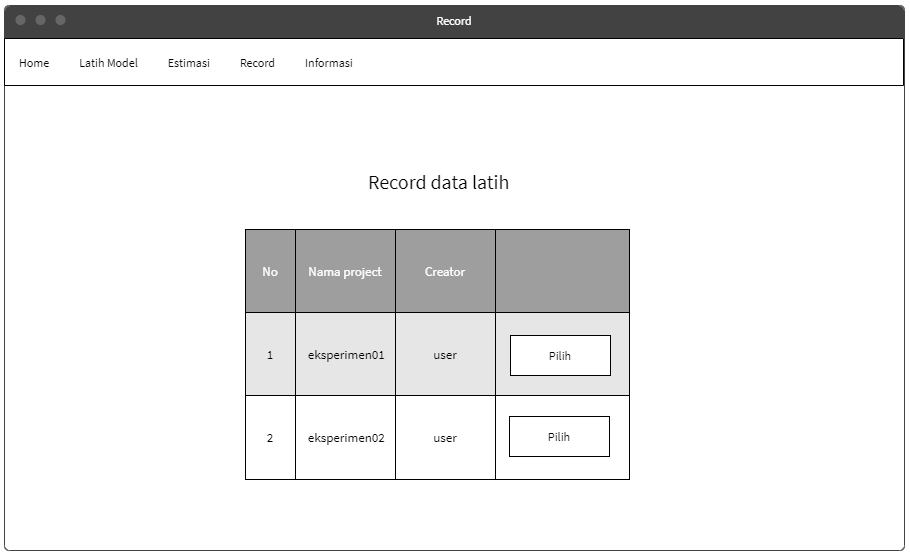 Record
Home Latih Model Estimasi Record Informasi
Record data latih
No Nama project Creator
1 eksperimen01 user Pilih
2 eksperimen02 user Pilih